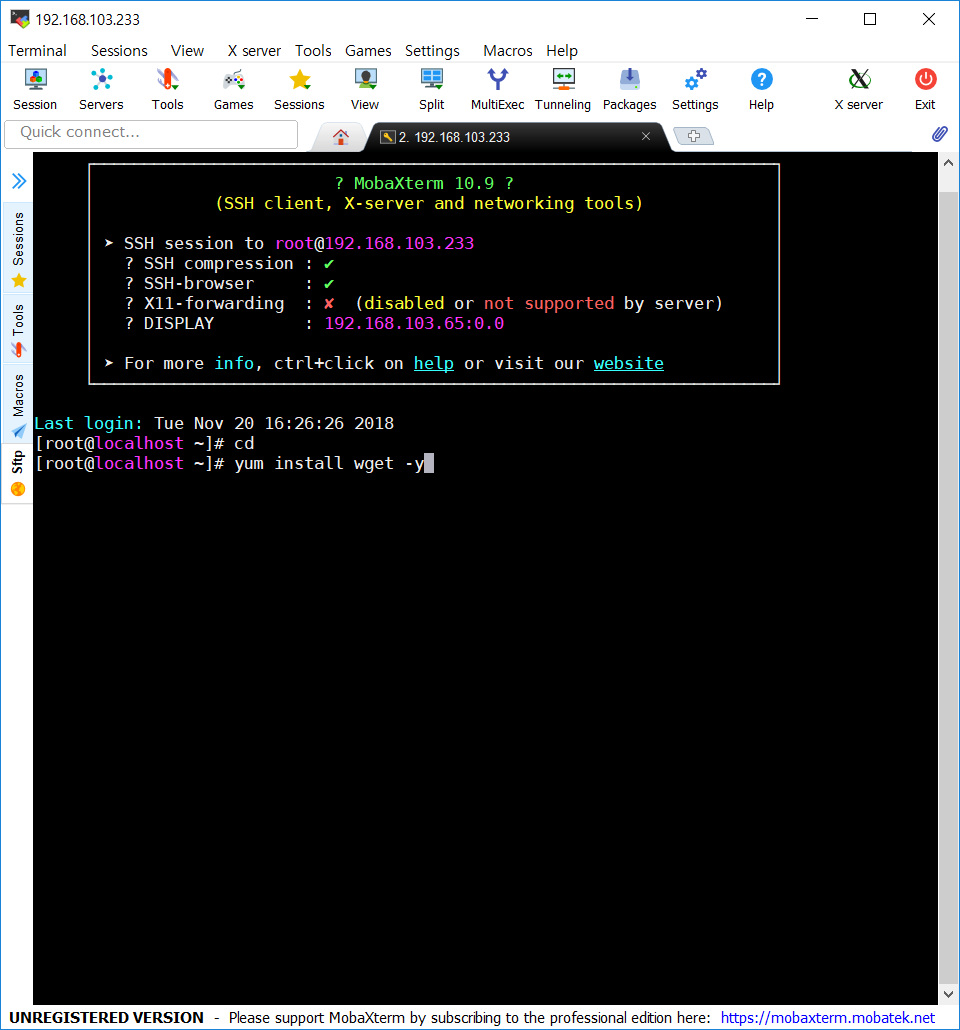 192.168.103.233
Terminal Sessions View X server Tools Games Settings Macros Help
Session Servers Tools Games Sessions View Split MultiExec Tunneling Packages Settings Help X server Exit
Quick connect...
2. 192.168.103.233
Sessions
Tools
Macros
Sftp
? MobaXterm 10.9 ?
(SSH client, X-server and networking tools)
➤ SSH session to root@192.168.103.233
? SSH compression : ✔
? SSH-browser : ✔
? X11-forwarding : ✘ (disabled or not supported by server)
? DISPLAY : 192.168.103.65:0.0
➤ For more info, ctrl+click on help or visit our website
Last login: Tue Nov 20 16:26:26 2018
[root@localhost ~]# cd
[root@localhost ~]# yum install wget -y
UNREGISTERED VERSION - Please support MobaXterm by subscribing to the professional edition here: https://mobaxterm.mobatek.net